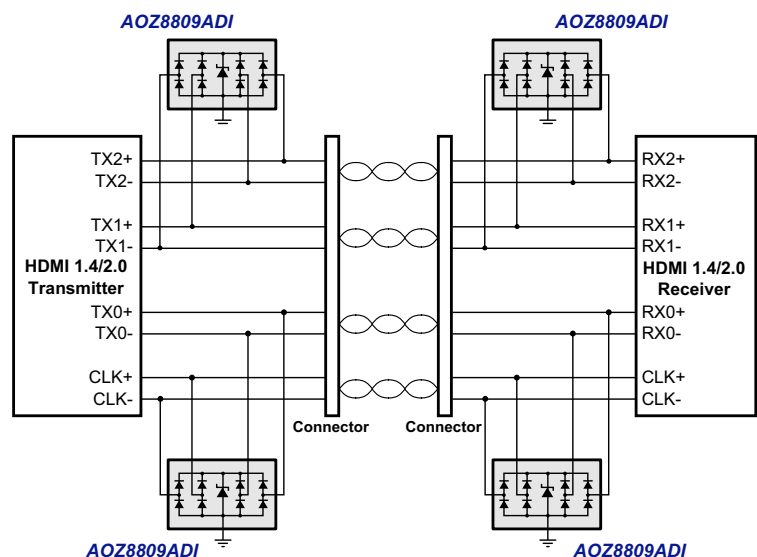 AOZ8809ADI
AOZ8809ADI
TX2+
TX2-
TX1+
TX1-
HDMI 1.4/2.0
Transmitter
TX0+
TX0-
CLK+
CLK-
RX2+
RX2-
RX1+
RX1-
HDMI 1.4/2.0
Receiver
RX0+
RX0-
CLK+
CLK-
Connector
Connector
AOZ8809ADI
AOZ8809ADI